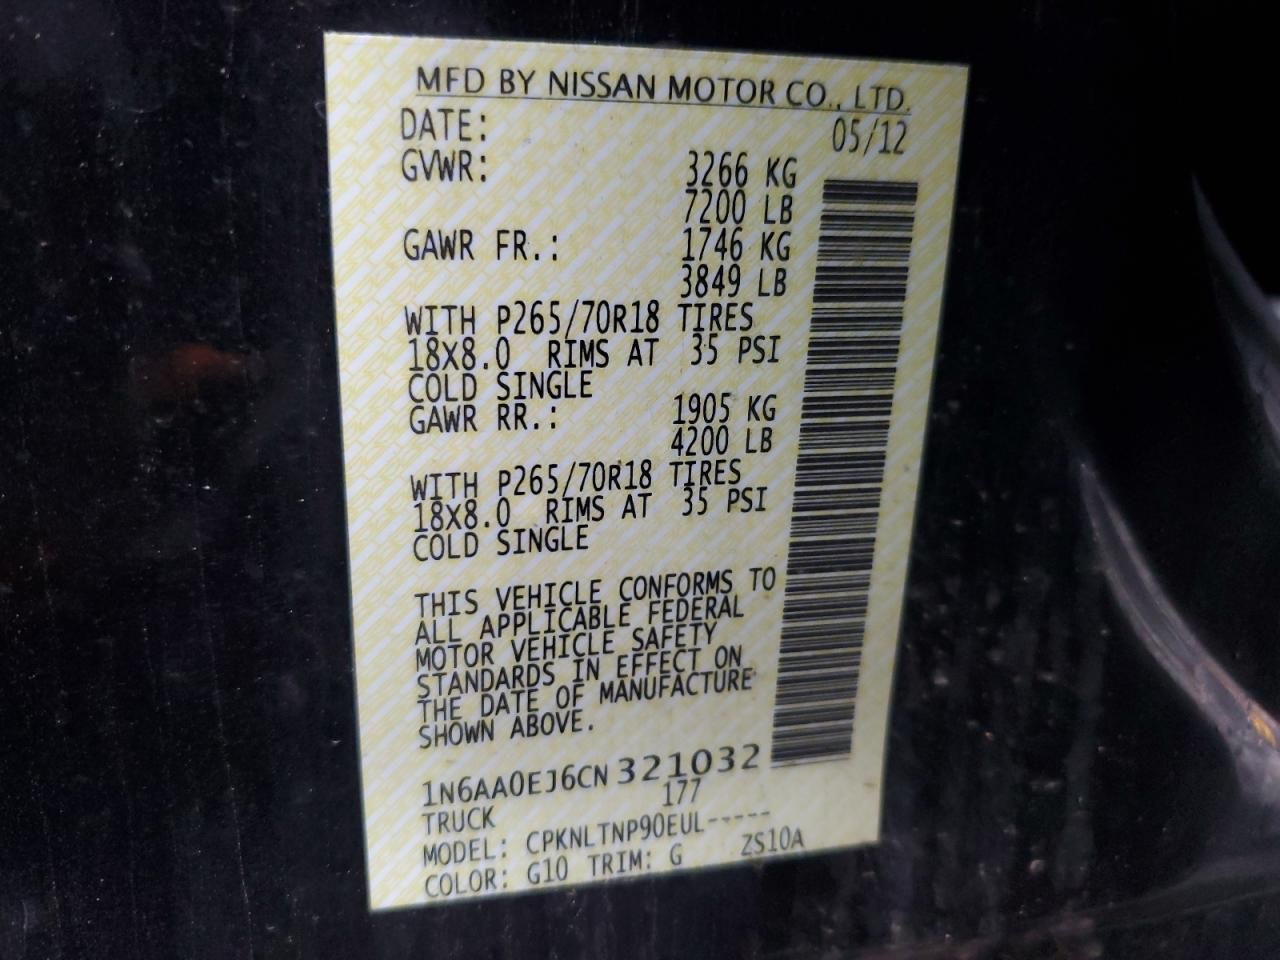 MFD BY NISSAN MOTOR CO., LTD.
DATE: 05/12
GVWR: 3266 KG
7200 LB
GAWR FR.: 1746 KG
3849 LB
WITH P265/70R18 TIRES
18X8.0 RIMS AT 35 PSI
COLD SINGLE
GAWR RR.: 1905 KG
4200 LB
WITH P265/70R18 TIRES
18X8.0 RIMS AT 35 PSI
COLD SINGLE
THIS VEHICLE CONFORMS TO
ALL APPLICABLE FEDERAL
MOTOR VEHICLE SAFETY
STANDARDS IN EFFECT ON
THE DATE OF MANUFACTURE
SHOWN ABOVE.
1N6AA0EJ6CN 321032
TRUCK 177
MODEL: CPKNLTNP90EUL-----
COLOR: G10 TRIM: G ZS10A